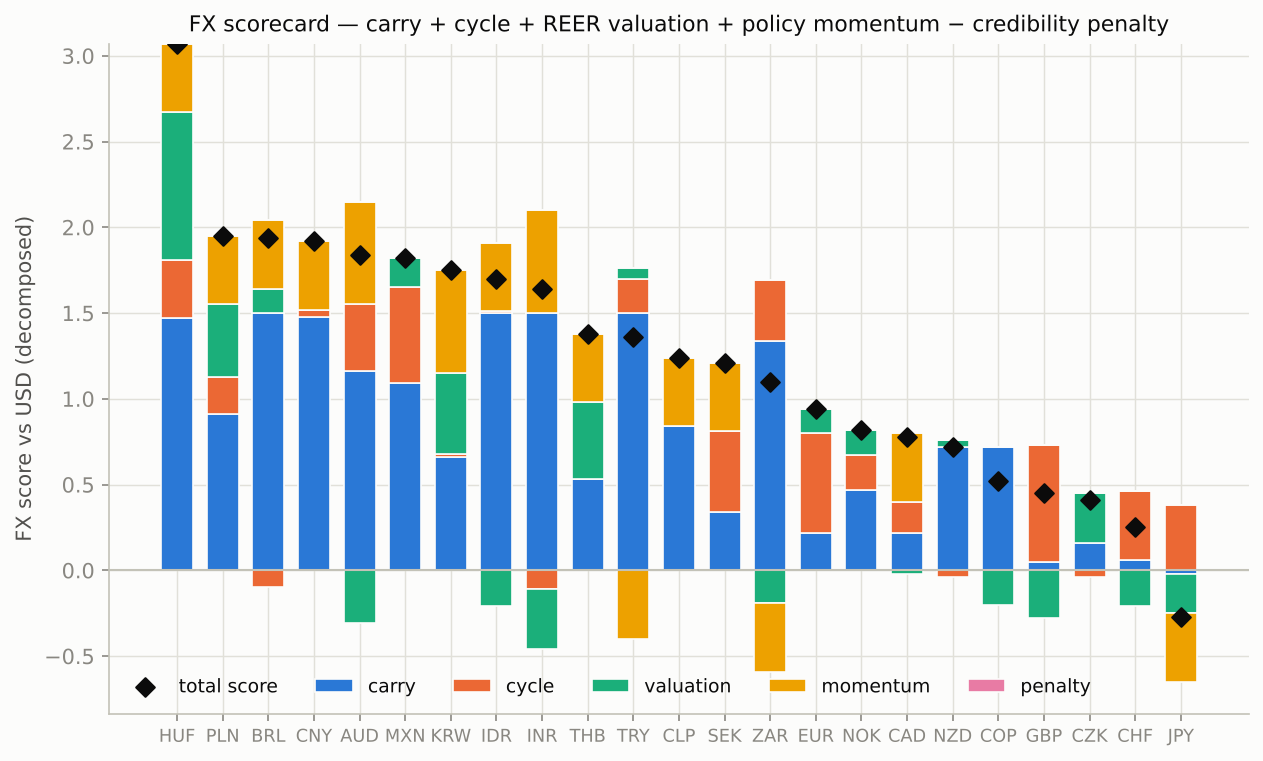 FX scorecard — carry + cycle + REER valuation + policy momentum − credibility penalty
FX score vs USD (decomposed)
3.0
2.5
2.0
1.5
1.0
0.5
0.0
−0.5
total score carry cycle valuation momentum penalty
HUF PLN BRL CNY AUD MXN KRW IDR INR THB TRY CLP SEK ZAR EUR NOK CAD NZD COP GBP CZK CHF JPY